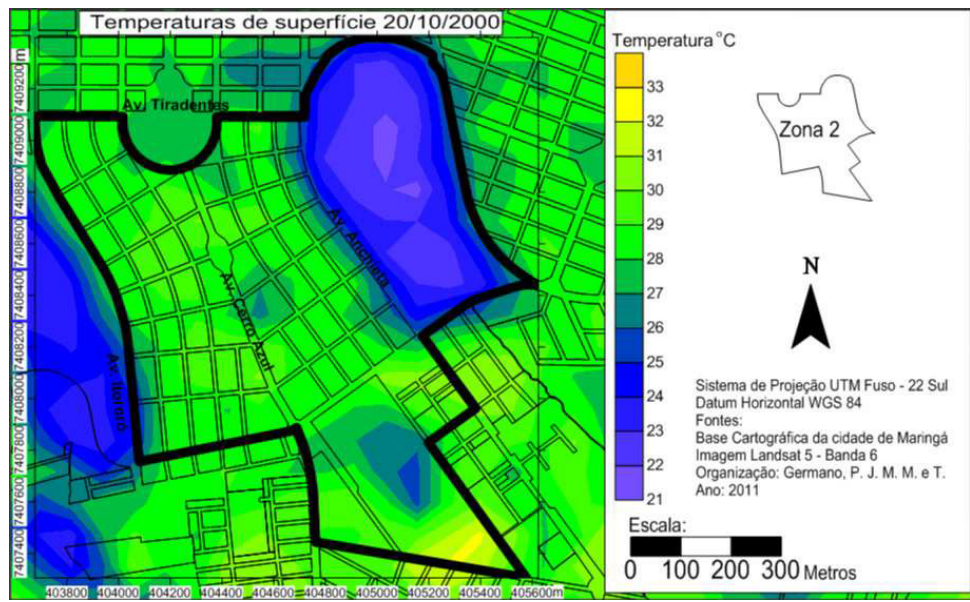 Temperaturas de superfície 20/10/2000
Av. Tiradentes
Av. Anchieta
Av. Cerro Azul
Av. Itororó
7409200 m
7409000
7408800
7408600
7408400
7408200
7408000
7407800
7407600
7407400
403800 404000 404200 404400 404600 404800 405000 405200 405400 405600m
Temperatura °C
33
32
31
30
29
28
27
26
25
24
23
22
21
Zona 2
N
Sistema de Projeção UTM Fuso - 22 Sul
Datum Horizontal WGS 84
Fontes:
Base Cartográfica da cidade de Maringá
Imagem Landsat 5 - Banda 6
Organização: Germano, P. J. M. M. e T.
Ano: 2011
Escala:
0 100 200 300 Metros